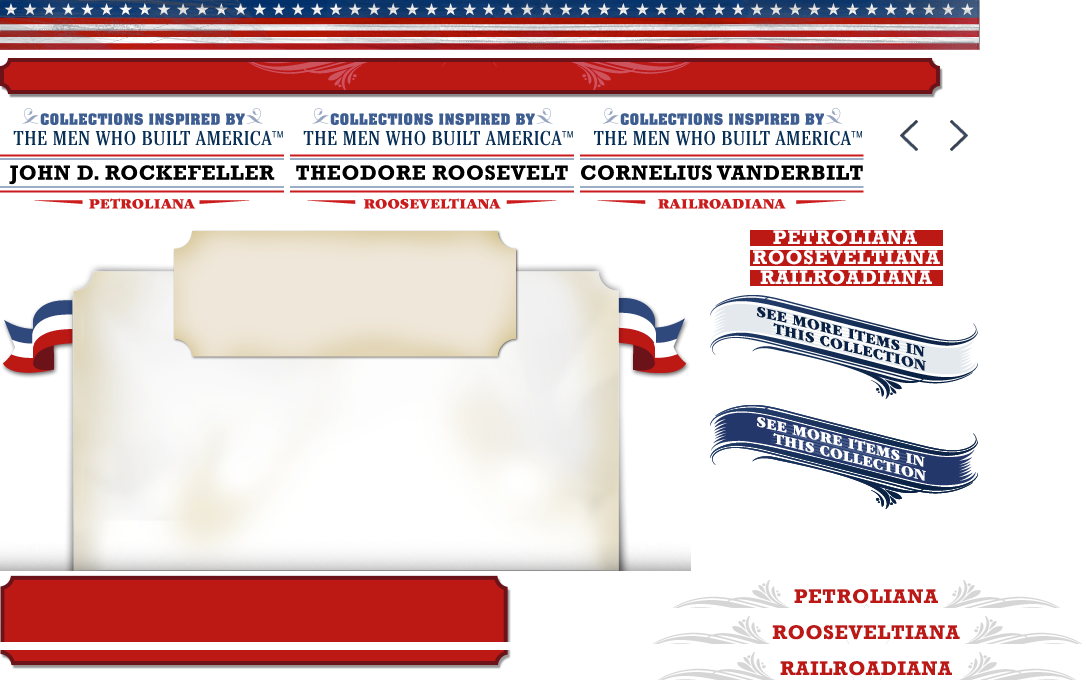 COLLECTIONS INSPIRED BY
THE MEN WHO BUILT AMERICA™
JOHN D. ROCKEFELLER
PETROLIANA
COLLECTIONS INSPIRED BY
THE MEN WHO BUILT AMERICA™
THEODORE ROOSEVELT
ROOSEVELTIANA
COLLECTIONS INSPIRED BY
THE MEN WHO BUILT AMERICA™
CORNELIUS VANDERBILT
RAILROADIANA
PETROLIANA
ROOSEVELTIANA
RAILROADIANA
SEE MORE ITEMS IN
THIS COLLECTION
SEE MORE ITEMS IN
THIS COLLECTION
PETROLIANA
ROOSEVELTIANA
RAILROADIANA